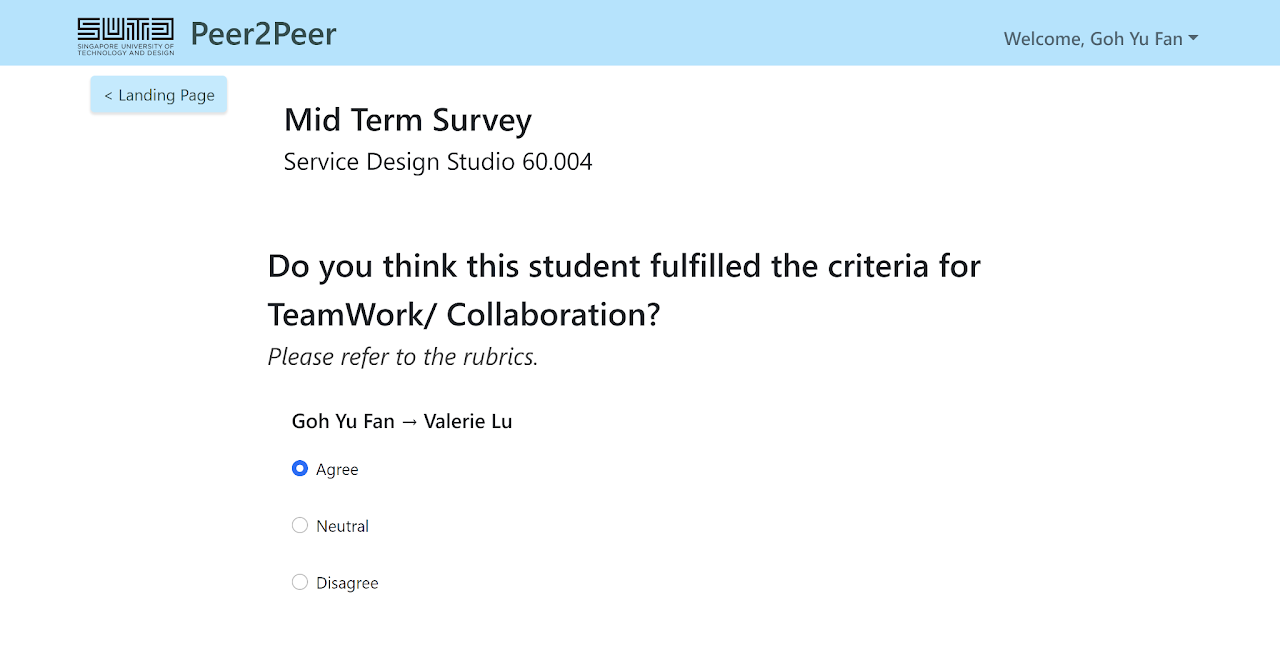 SUTD
SINGAPORE UNIVERSITY OF
TECHNOLOGY AND DESIGN
Peer2Peer
Welcome, Goh Yu Fan
< Landing Page
Mid Term Survey
Service Design Studio 60.004
Do you think this student fulfilled the criteria for
TeamWork/ Collaboration?
Please refer to the rubrics.
Goh Yu Fan → Valerie Lu
Agree
Neutral
Disagree